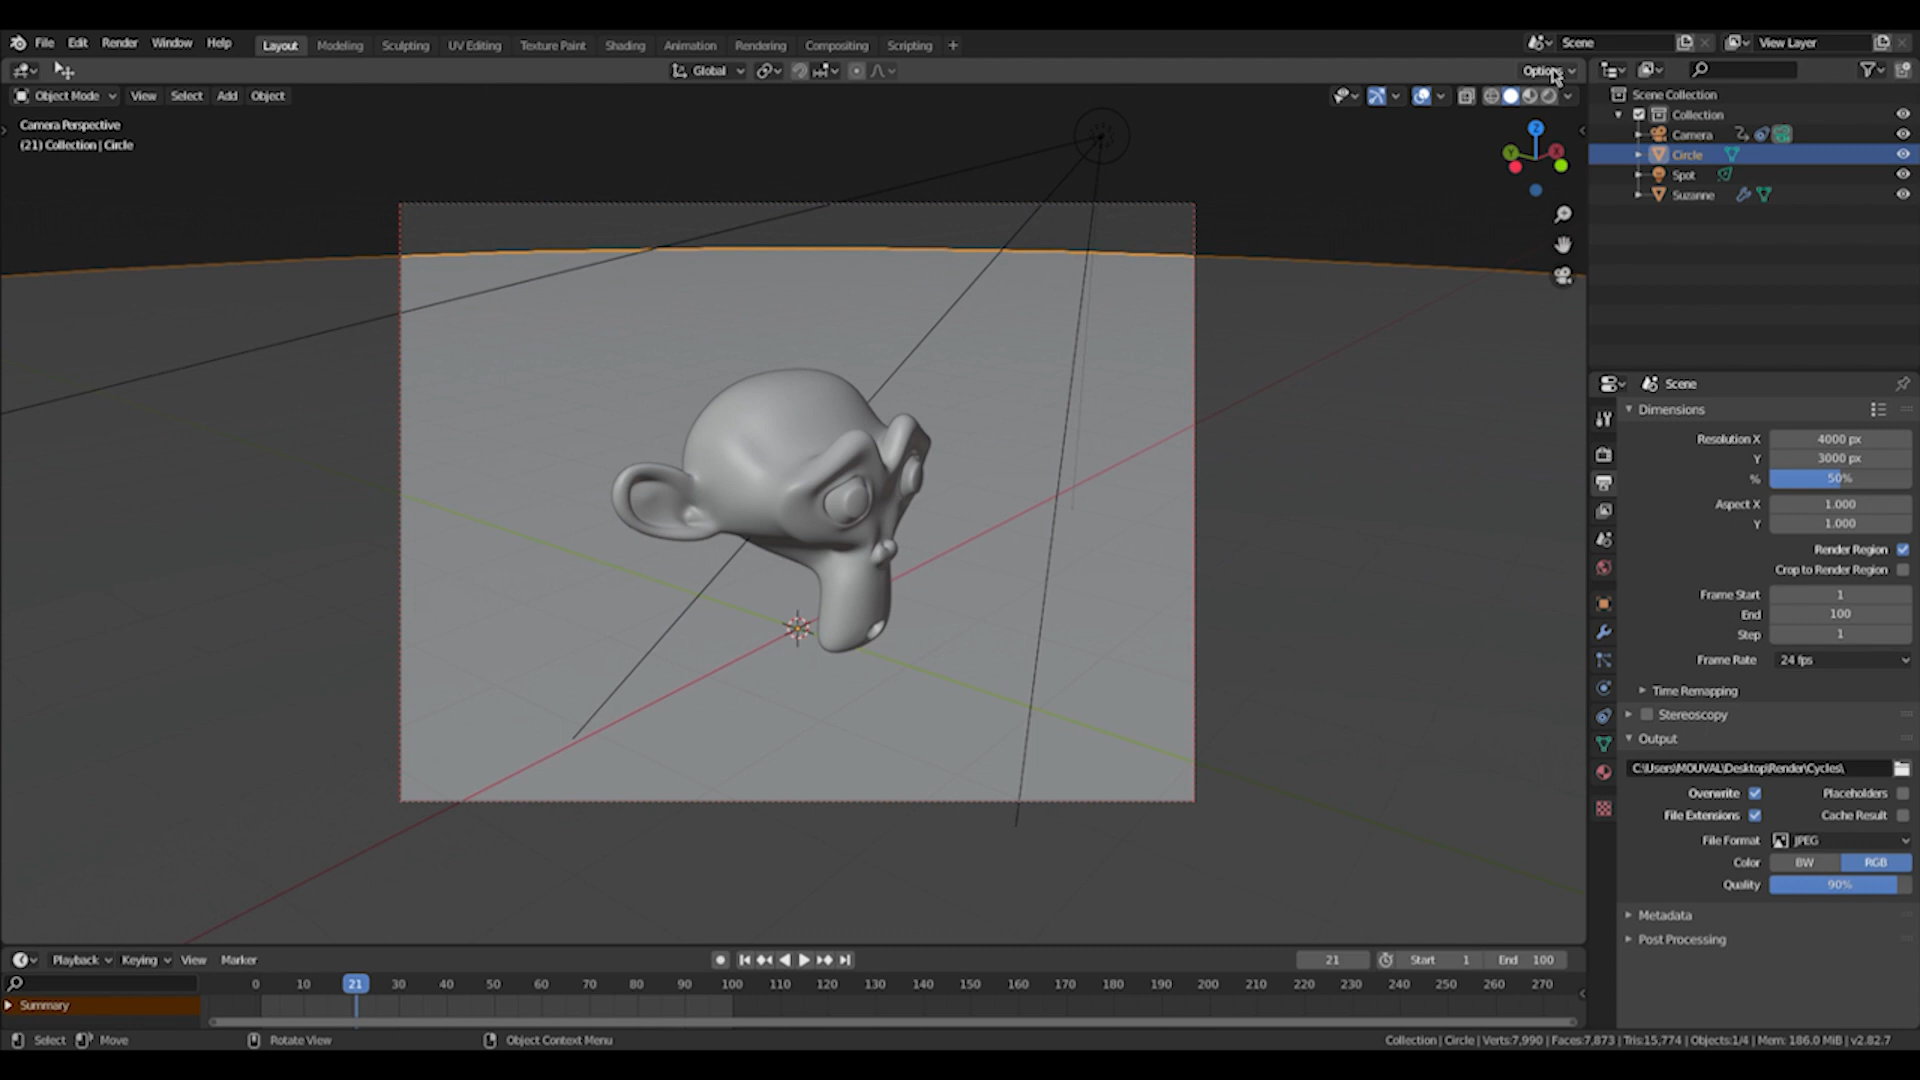 File Edit Render Window Help Layout Modeling Sculpting UV Editing Texture Paint Shading Animation Rendering Compositing Scripting + Scene View Layer
Global Options
Object Mode View Select Add Object
Camera Perspective
(21) Collection | Circle
Z
Y X
Scene Collection
Collection
Camera
Circle
Spot
Suzanne
Scene
Dimensions
Resolution X 4000 px
Y 3000 px
% 50%
Aspect X 1.000
Y 1.000
Render Region
Crop to Render Region
Frame Start 1
End 100
Step 1
Frame Rate 24 fps
Time Remapping
Stereoscopy
Output
C:\Users\MOUVAL\Desktop\Render\Cycles\
Overwrite Placeholders
File Extensions Cache Result
File Format JPEG
Color BW RGB
Quality 90%
Metadata
Post Processing
Playback Keying View Marker 21 Start 1 End 100
0 10 21 30 40 50 60 70 80 90 100 110 120 130 140 150 160 170 180 190 200 210 220 230 240 250 260 270
Summary
Select Move Rotate View Object Context Menu Collection | Circle | Verts:7,990 | Faces:7,873 | Tris:15,774 | Objects:1/4 | Mem: 186.0 MiB | v2.82.7